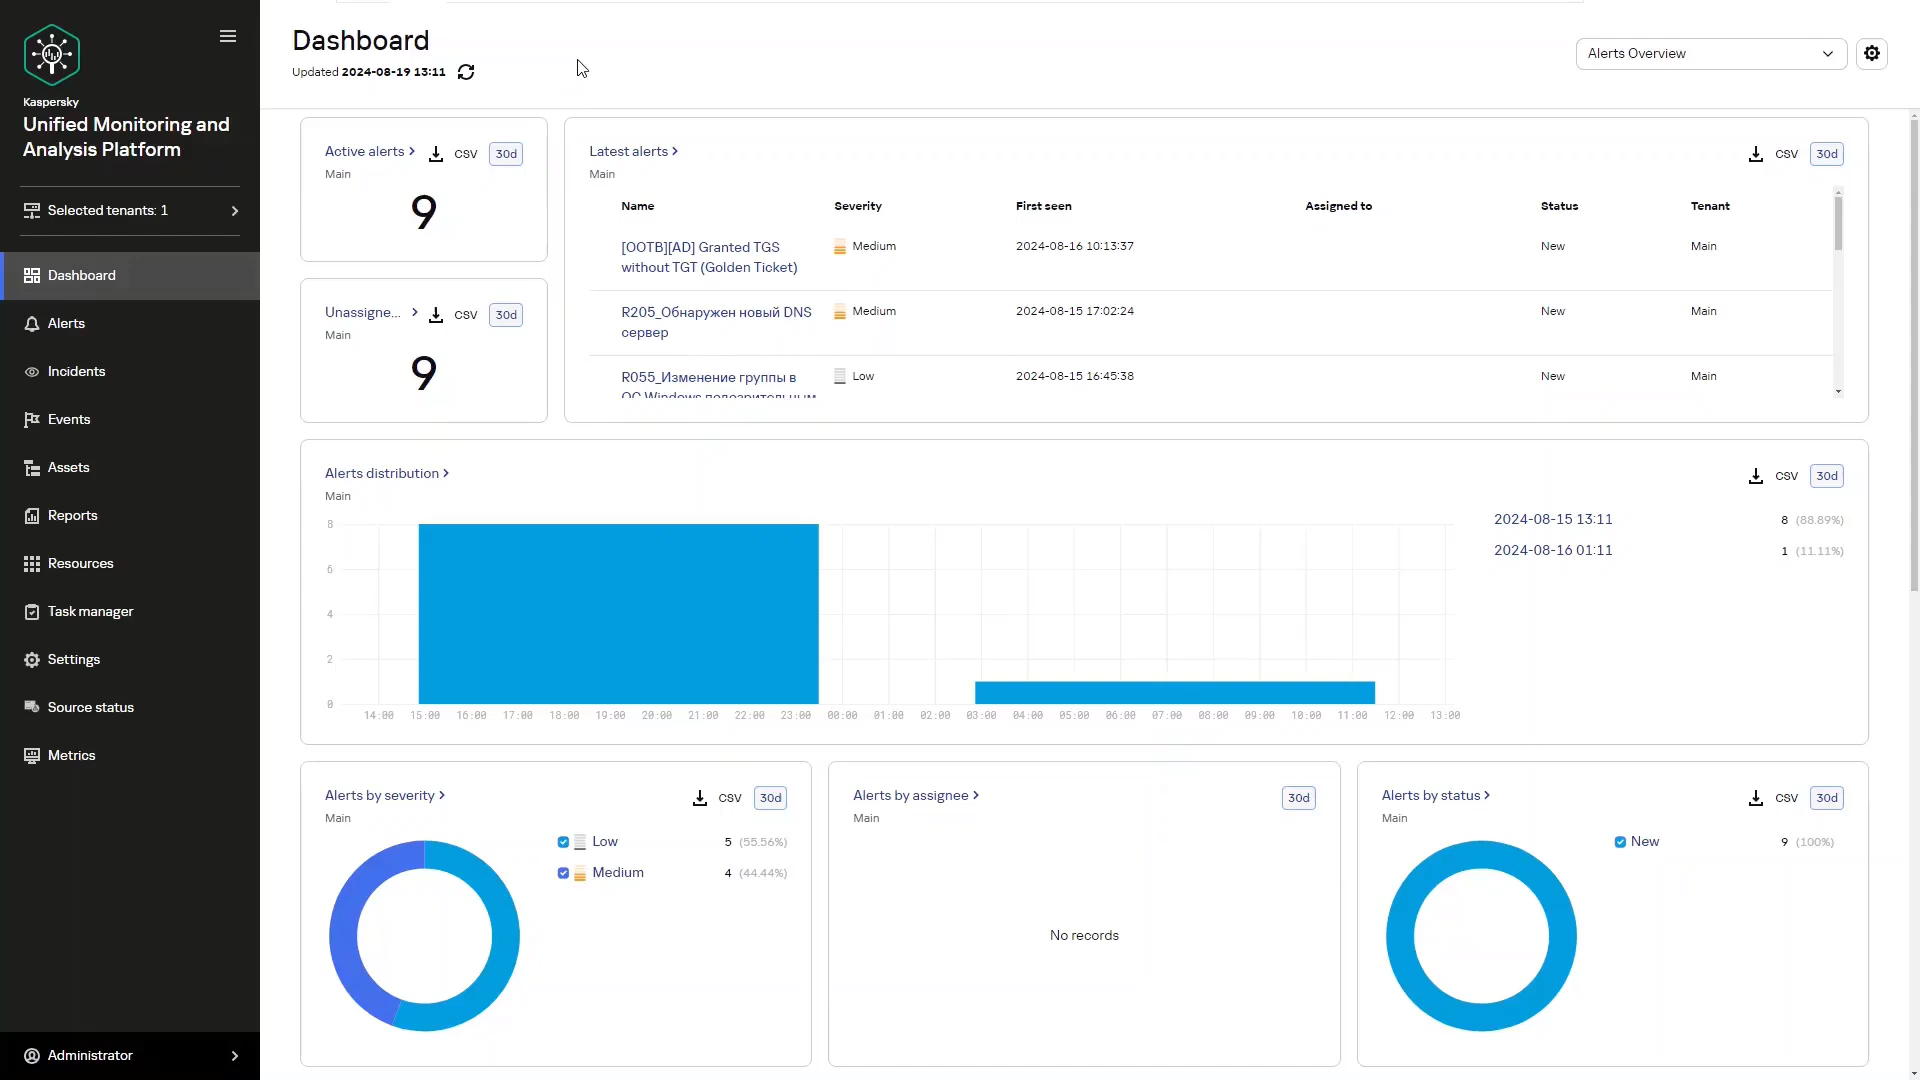 Kaspersky
Unified Monitoring and
Analysis Platform
Selected tenants: 1
Dashboard
Alerts
Incidents
Events
Assets
Reports
Resources
Task manager
Settings
Source status
Metrics
Administrator
Dashboard
Updated 2024-08-19 13:11
Alerts Overview
Active alerts
CSV
30d
Main
9
Unassigne...
CSV
30d
Main
9
Latest alerts
CSV
30d
Main
Name
Severity
First seen
Assigned to
Status
Tenant
[OOTB][AD] Granted TGS
without TGT (Golden Ticket)
Medium
2024-08-16 10:13:37
New
Main
R205_Обнаружен новый DNS
сервер
Medium
2024-08-15 17:02:24
New
Main
R055_Изменение группы в
ОС Windows подозрительным
Low
2024-08-15 16:45:38
New
Main
Alerts distribution
CSV
30d
Main
8
6
4
2
0
14:00 15:00 16:00 17:00 18:00 19:00 20:00 21:00 22:00 23:00 00:00 01:00 02:00 03:00 04:00 05:00 06:00 07:00 08:00 09:00 10:00 11:00 12:00 13:00
2024-08-15 13:11 8 (88.89%)
2024-08-16 01:11 1 (11.11%)
Alerts by severity
CSV
30d
Main
Low 5 (55.56%)
Medium 4 (44.44%)
Alerts by assignee
30d
Main
No records
Alerts by status
CSV
30d
Main
New 9 (100%)